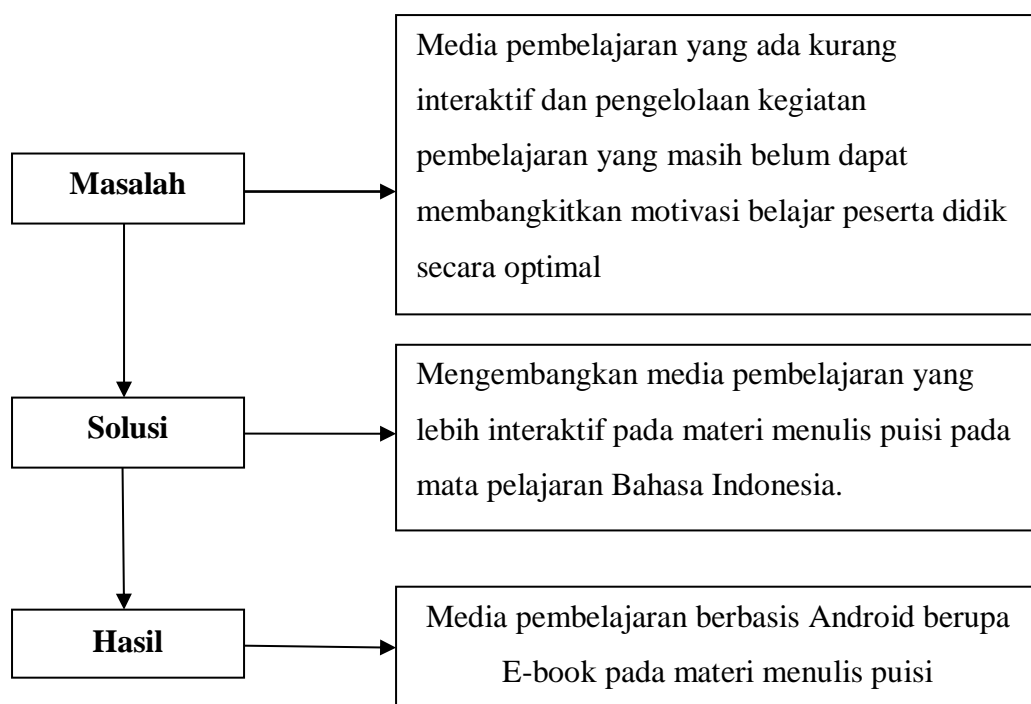 Masalah
Media pembelajaran yang ada kurang
interaktif dan pengelolaan kegiatan
pembelajaran yang masih belum dapat
membangkitkan motivasi belajar peserta didik
secara optimal
Solusi
Mengembangkan media pembelajaran yang
lebih interaktif pada materi menulis puisi pada
mata pelajaran Bahasa Indonesia.
Hasil
Media pembelajaran berbasis Android berupa
E-book pada materi menulis puisi